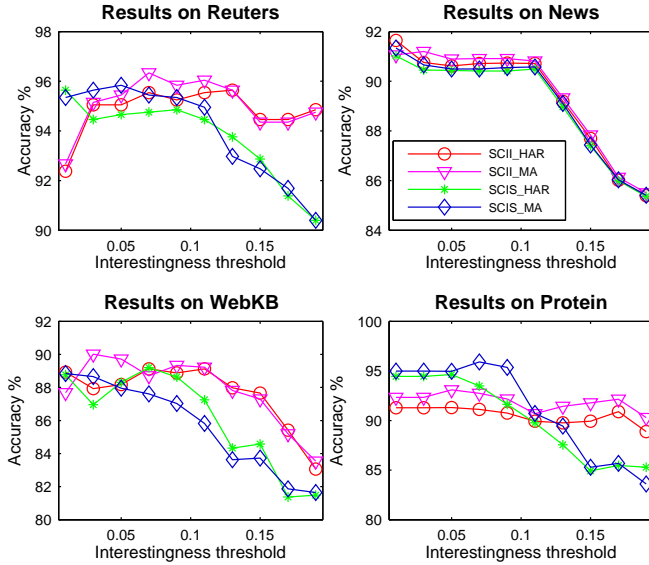 Results on Reuters
98
96
94
92
90
Accuracy %
0.05
0.1
0.15
Interestingness threshold
Results on News
92
90
88
86
84
Accuracy %
SCII_HAR
SCII_MA
SCIS_HAR
SCIS_MA
0.05
0.1
0.15
Interestingness threshold
Results on WebKB
92
90
88
86
84
82
80
Accuracy %
0.05
0.1
0.15
Interestingness threshold
Results on Protein
100
95
90
85
80
Accuracy %
0.05
0.1
0.15
Interestingness threshold